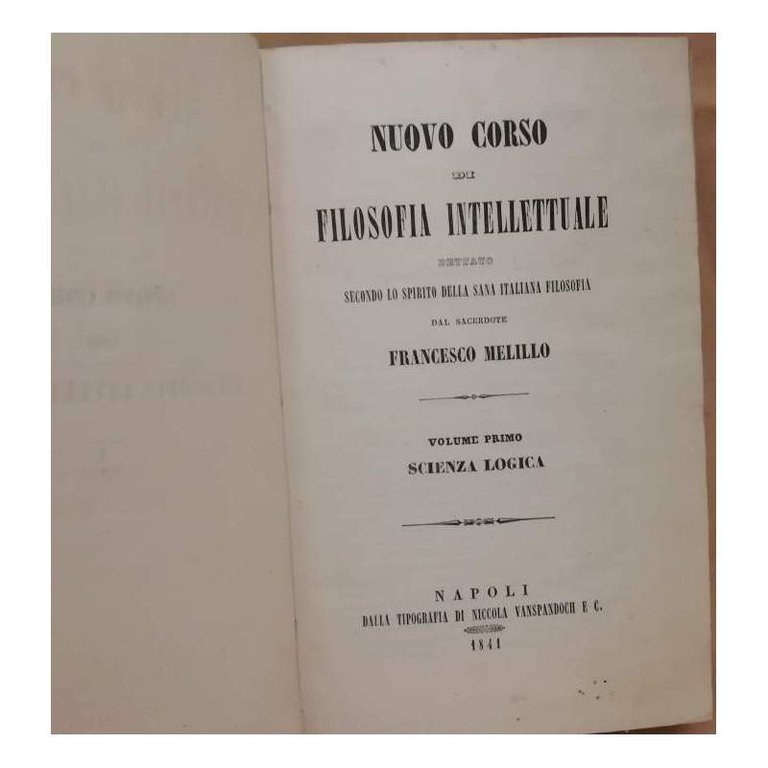 NUOVO CORSO
DI
FILOSOFIA INTELLETTUALE
DETTATO
SECONDO LO SPIRITO DELLA SANA ITALIANA FILOSOFIA
DAL SACERDOTE
FRANCESCO MELILLO
VOLUME PRIMO
SCIENZA LOGICA
NAPOLI
DALLA TIPOGRAFIA DI NICCOLA VANSPANDOCH E C.
1841